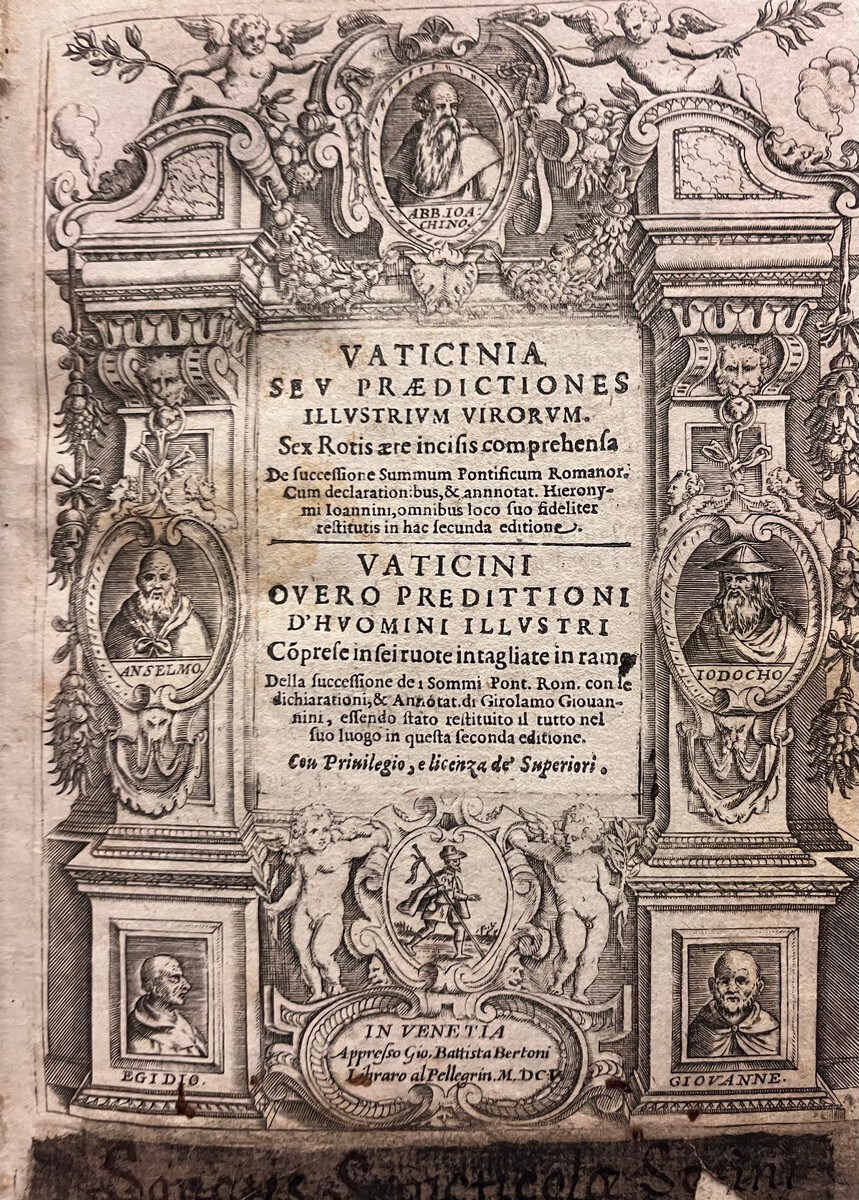 ABB. IOA-
CHINO.
VATICINIA
SEV PRÆDICTIONES
ILLVSTRIVM VIRORVM.
Sex Rotis ære incisis comprehensa
De successione Summum Pontificum Romanor.
Cum declarationibus, & annnotat. Hierony-
mi Ioannini, omnibus loco suo fideliter
restitutis in hac secunda editione.
VATICINI
OVERO PREDITTIONI
D'HVOMINI ILLVSTRI
Cõprese in sei ruote intagliate in rame
Della successione de i Sommi Pont. Rom. con le
dichiarationi, & Annotat. di Girolamo Giouan-
nini, essendo stato restituito il tutto nel
suo luogo in questa seconda editione.
Con Priuilegio, e licenza de' Superiori.
ANSELMO.
IODOCHO
IN VENETIA
Appresso Gio. Battista Bertoni
Libraro al Pellegrin. M.DCV
EGIDIO.
GIOVANNE.